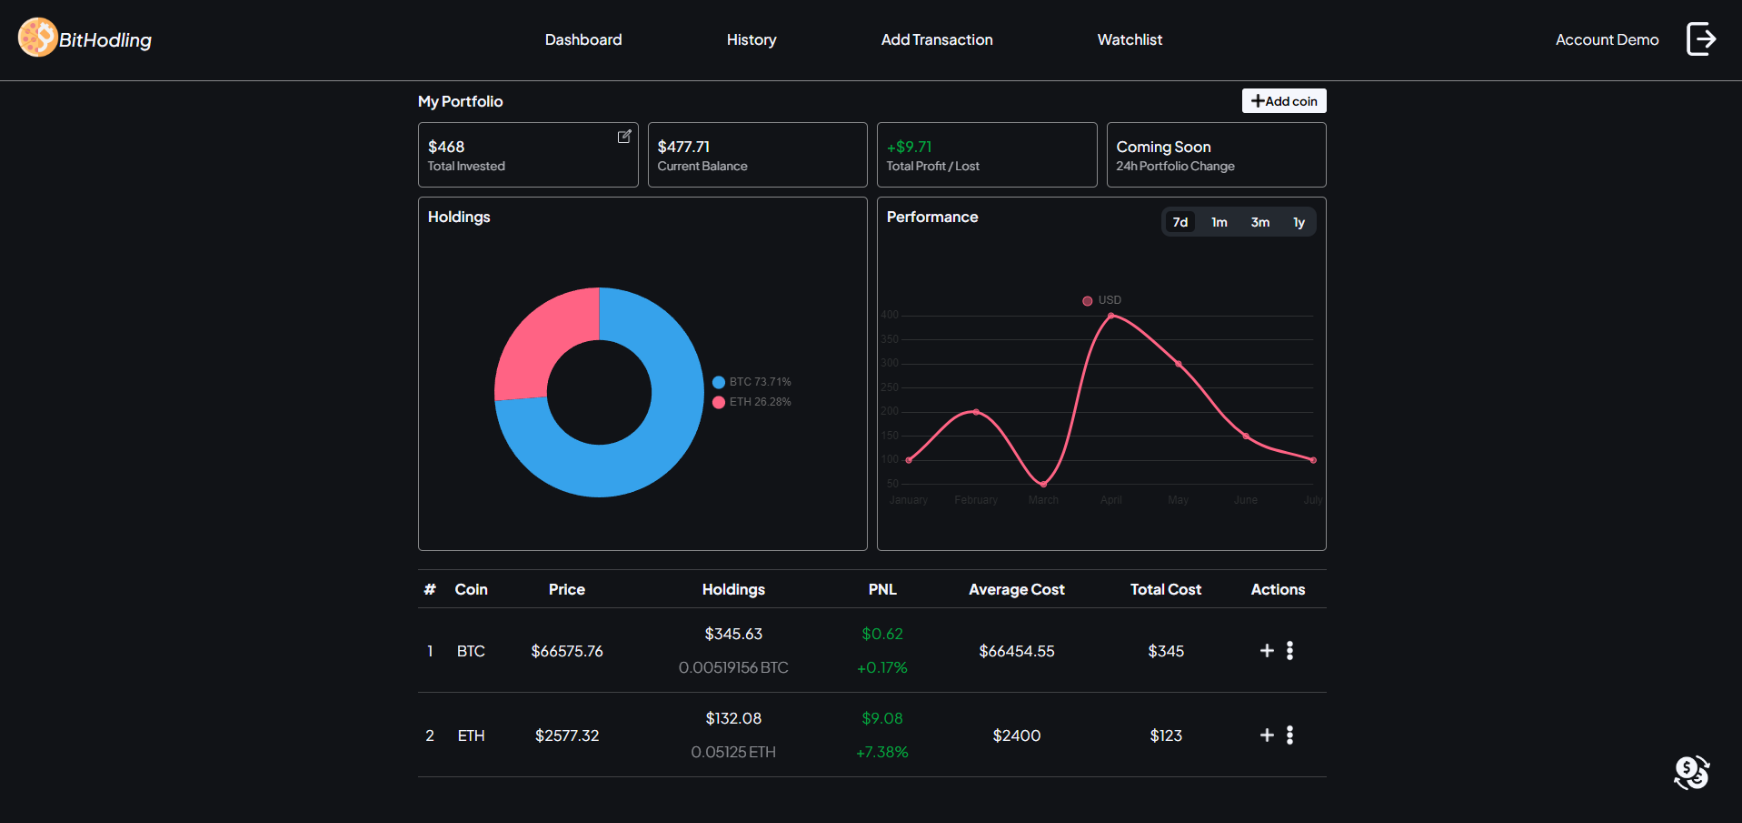 BitHodling
Dashboard
History
Add Transaction
Watchlist
Account Demo
My Portfolio
+Add coin
$468
Total Invested
$477.71
Current Balance
+$9.71
Total Profit / Lost
Coming Soon
24h Portfolio Change
Holdings
BTC 73.71%
ETH 26.28%
Performance
7d 1m 3m 1y
USD
400
350
300
250
200
150
100
50
January February March April May June July
# Coin Price Holdings PNL Average Cost Total Cost Actions
1 BTC $66575.76 $345.63 $0.62 $66454.55 $345
0.00519156 BTC +0.17%
2 ETH $2577.32 $132.08 $9.08 $2400 $123
0.05125 ETH +7.38%